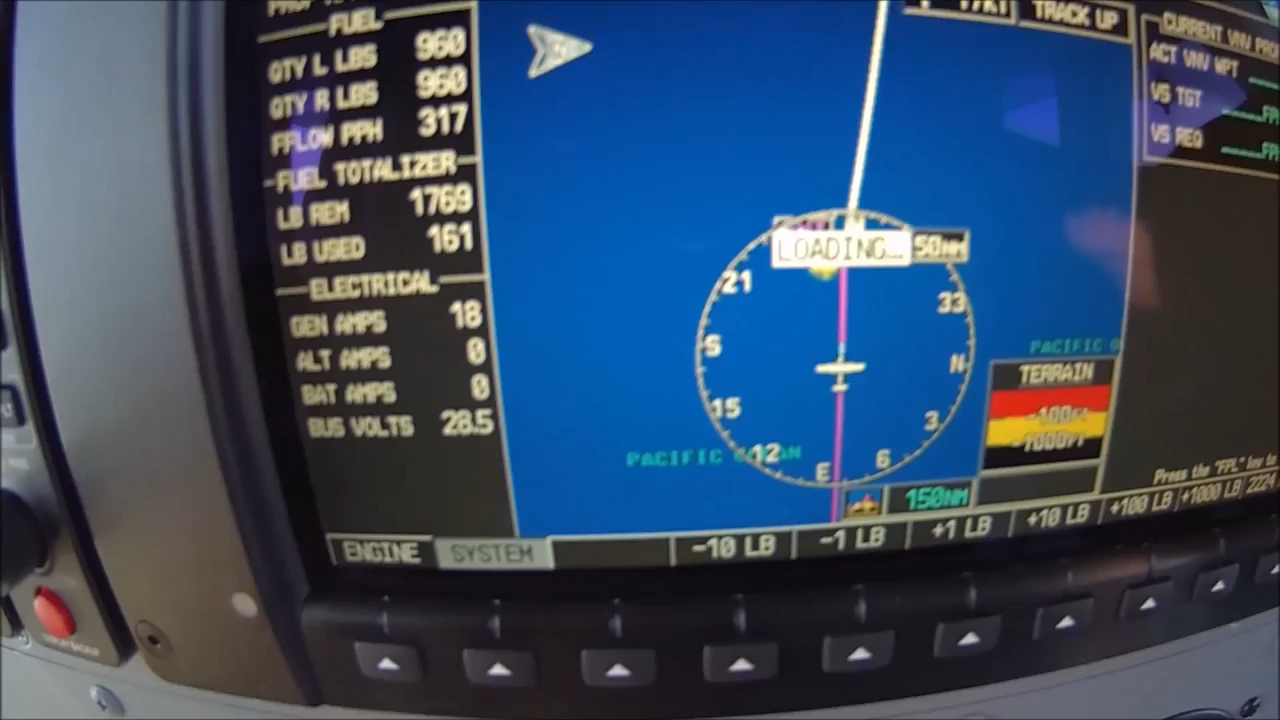 FUEL
QTY L LBS 960
QTY R LBS 960
FFLOW PPH 317
FUEL TOTALIZER
LB REM 1769
LB USED 161
ELECTRICAL
GEN AMPS 18
ALT AMPS 0
BAT AMPS 0
BUS VOLTS 28.5
TRACK UP
LOADING... 50NM
21
33
N
15
3
12
6
E
PACIFIC
PACIFIC
TERRAIN
-100FT
-1000FT
150NM
CURRENT VNV
ACT VNV WPT
VS TGT
VS REQ
Press the "FPL" key to
ENGINE SYSTEM -10 LB -1 LB +1 LB +10 LB +100 LB +1000 LB 2224